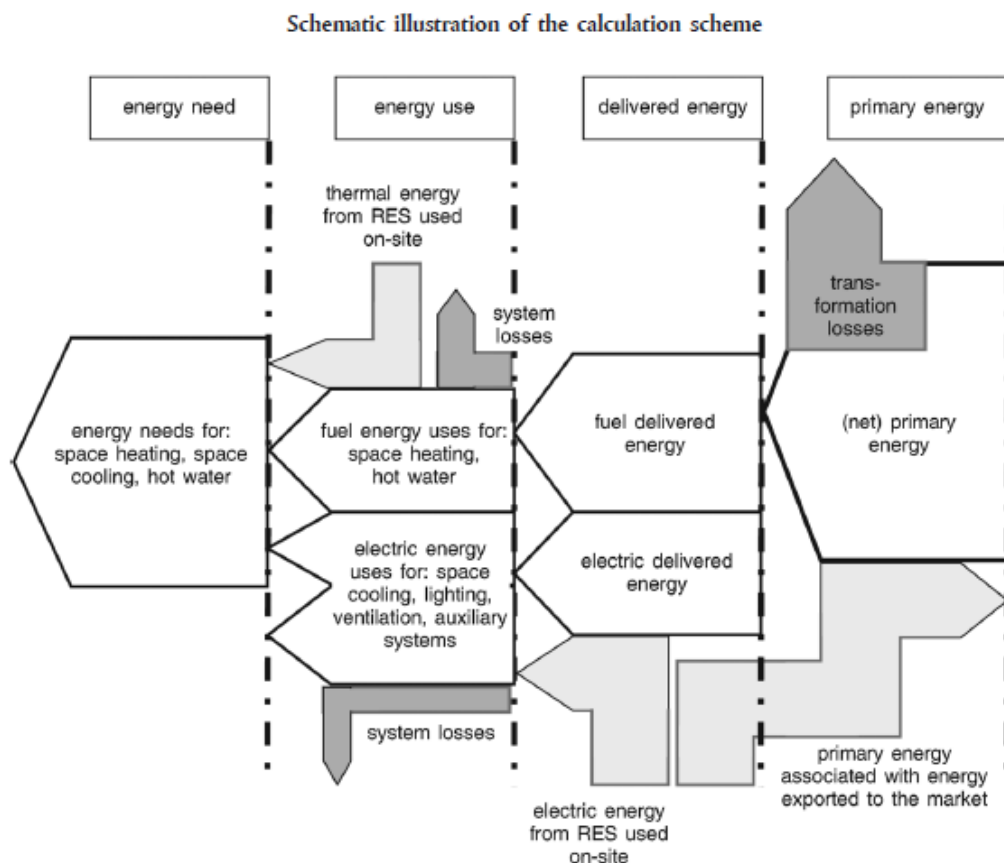 Schematic illustration of the calculation scheme
energy need
energy use
delivered energy
primary energy
thermal energy
from RES used
on-site
system
losses
trans-
formation
losses
energy needs for:
space heating, space
cooling, hot water
fuel energy uses for:
space heating,
hot water
fuel delivered
energy
(net) primary
energy
electric energy
uses for: space
cooling, lighting,
ventilation, auxiliary
systems
electric delivered
energy
system losses
electric energy
from RES used
on-site
primary energy
associated with energy
exported to the market